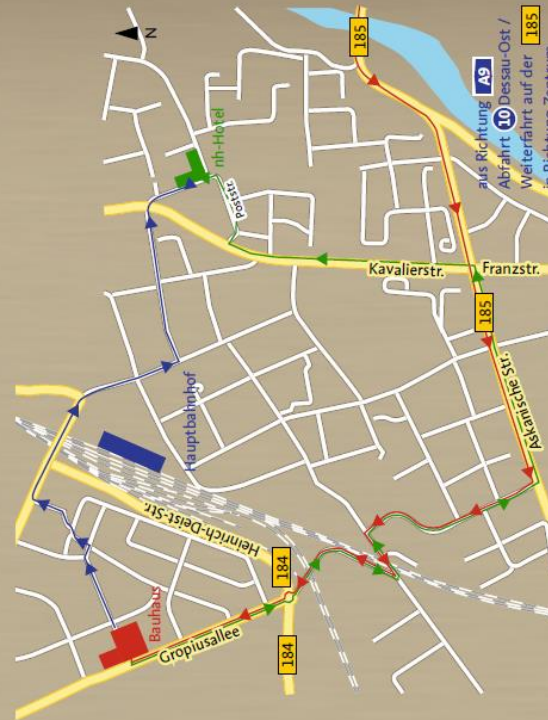 N
185
nh-Hotel
Poststr.
aus Richtung A9
Abfahrt 10 Dessau-Ost /
Weiterfahrt auf der 185
Kavalierstr.
Franzstr.
185
Hauptbahnhof
Askanische Str.
Heinrich-Deist-Str.
184
184
Bauhaus
Gropiusallee